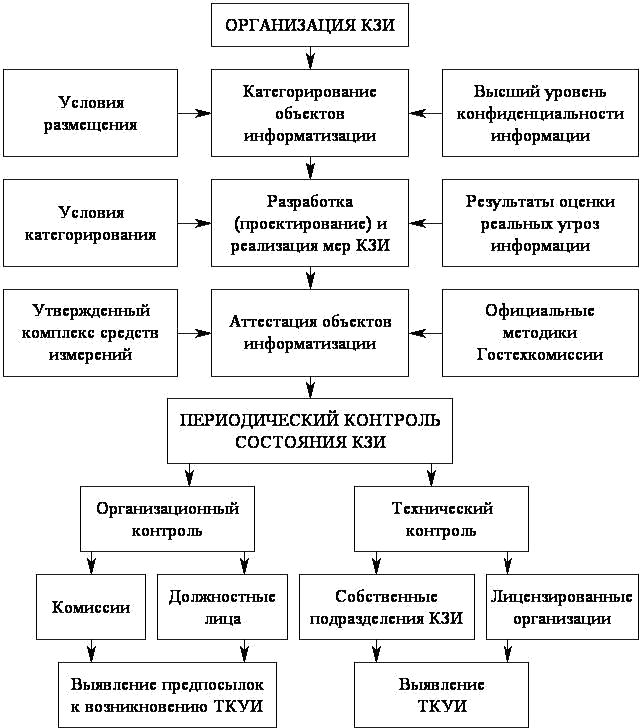 ОРГАНИЗАЦИЯ КЗИ
Условия
размещения
Категорирование
объектов
информатизации
Высший уровень
конфиденциальности
информации
Условия
категорирования
Разработка
(проектирование) и
реализация мер КЗИ
Результаты оценки
реальных угроз
информации
Утвержденный
комплекс средств
измерений
Аттестация объектов
информатизации
Официальные
методики
Гостехкомиссии
ПЕРИОДИЧЕСКИЙ КОНТРОЛЬ
СОСТОЯНИЯ КЗИ
Организационный
контроль
Технический
контроль
Комиссии
Должностные
лица
Собственные
подразделения КЗИ
Лицензированные
организации
Выявление предпосылок
к возникновению ТКУИ
Выявление
ТКУИ